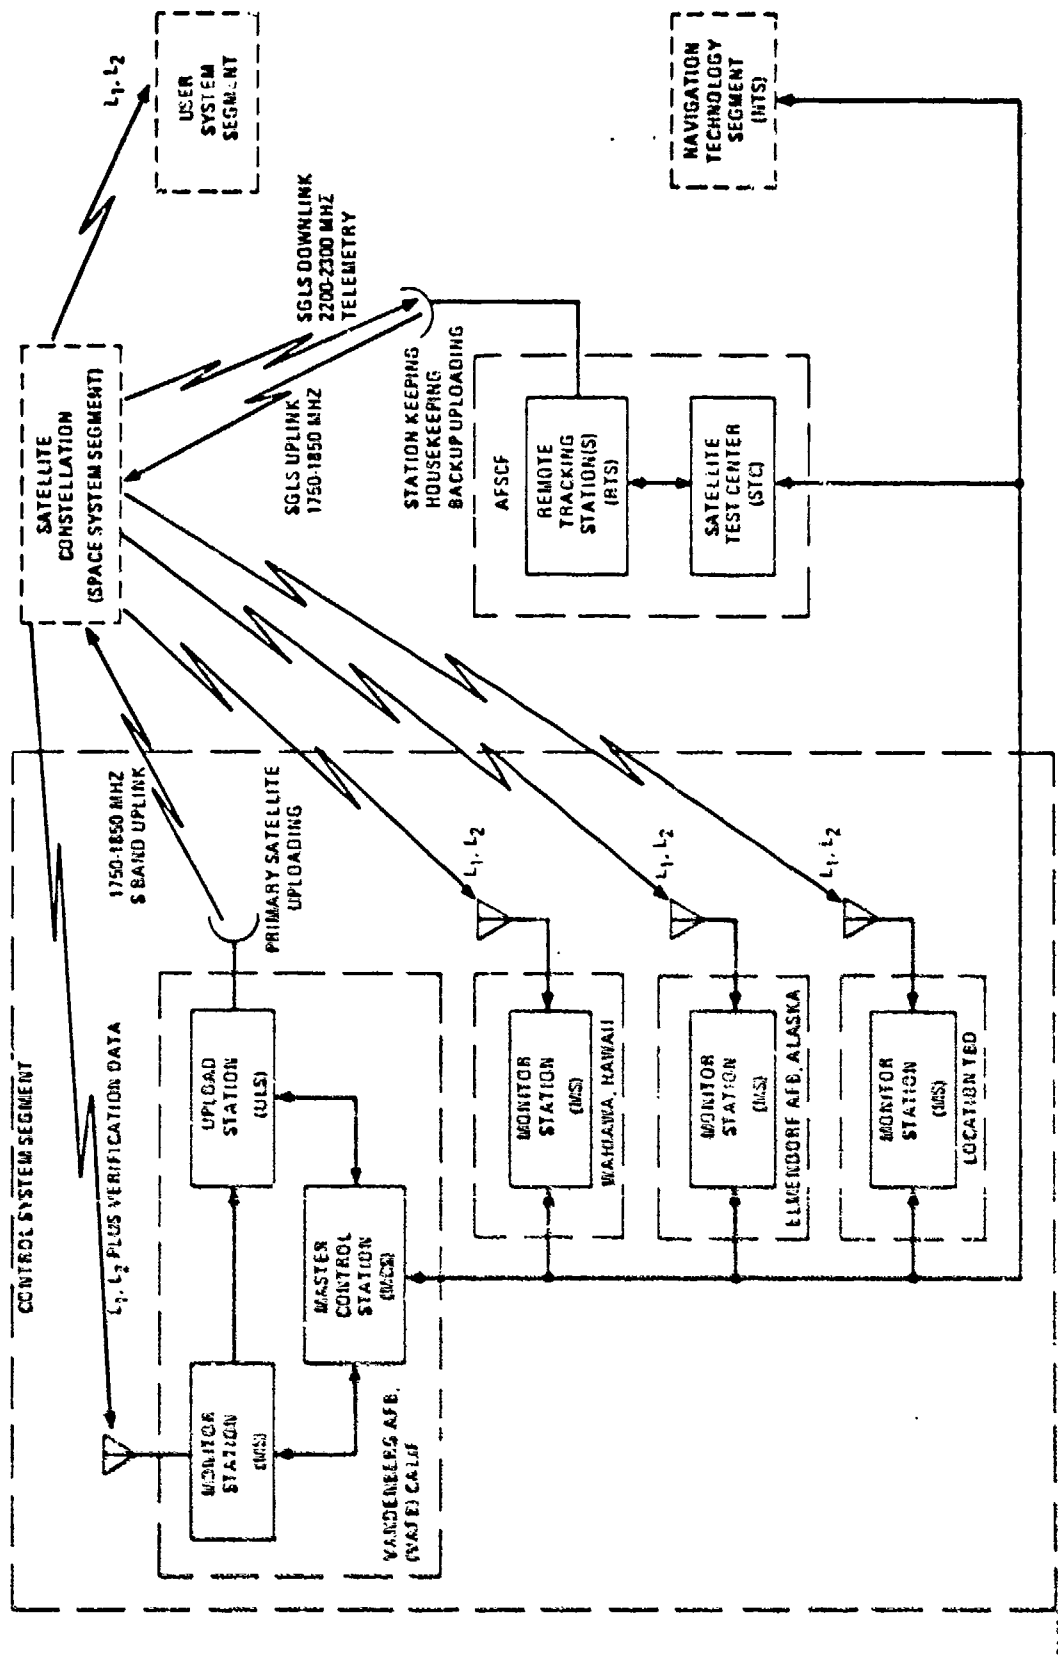 CONTROL SYSTEM SEGMENT
L1, L2 PLUS VERIFICATION DATA
MONITOR
STATION
(MS)
UPLOAD
STATION
(ULS)
MASTER
CONTROL
STATION
(MCS)
VANDENBERG AFB,
(VAFB) CALIF
1750-1850 MHZ
S BAND UPLINK
PRIMARY SATELLITE
UPLOADING
L1, L2
MONITOR
STATION
(MS)
WAHIAWA, HAWAII
L1, L2
MONITOR
STATION
(MS)
ELMENDORF AFB, ALASKA
L1, L2
MONITOR
STATION
(MS)
LOCATION TBD
SATELLITE
CONSTELLATION
(SPACE SYSTEM SEGMENT)
SGLS UPLINK
1750-1850 MHZ
SGLS DOWNLINK
2200-2300 MHZ
TELEMETRY
STATION KEEPING
HOUSEKEEPING
BACKUP UPLOADING
AFSCF
REMOTE
TRACKING
STATION(S)
(RTS)
SATELLITE
TEST CENTER
(STC)
L1, L2
USER
SYSTEM
SEGMENT
NAVIGATION
TECHNOLOGY
SEGMENT
(NTS)